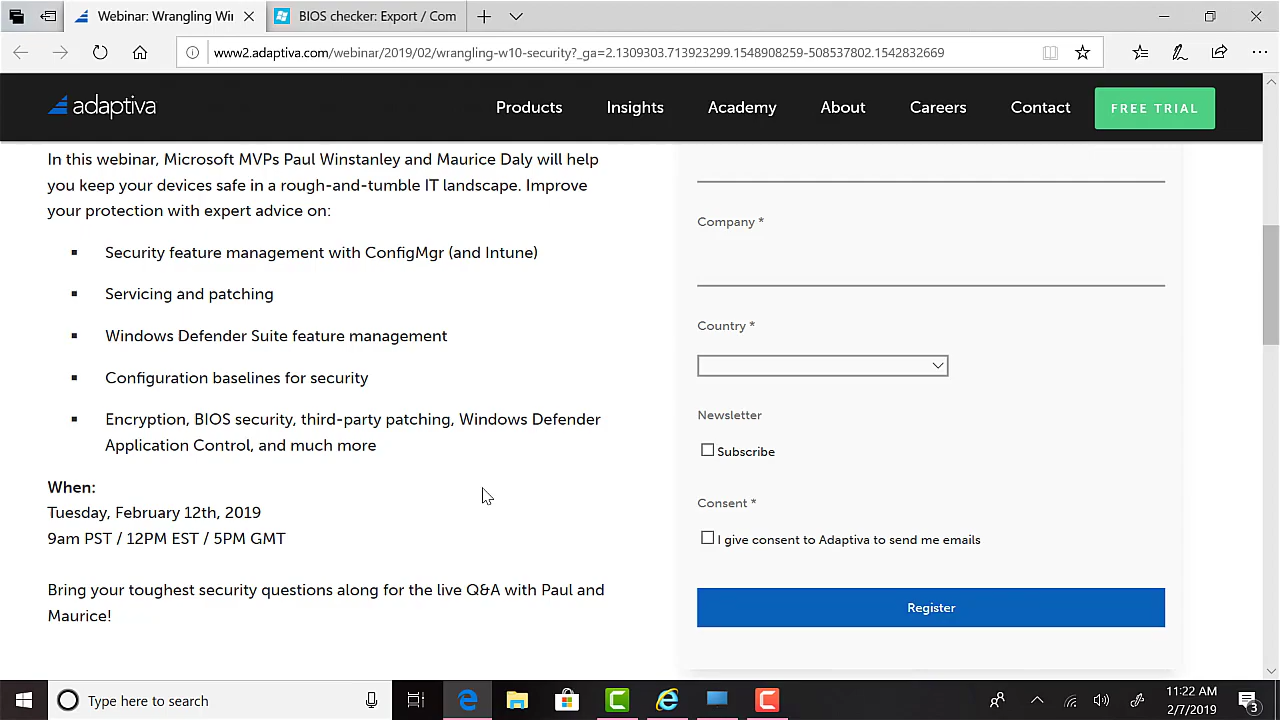 Webinar: Wrangling Wi
BIOS checker: Export / Com
www2.adaptiva.com/webinar/2019/02/wrangling-w10-security?_ga=2.1309303.713923299.1548908259-508537802.1542832669
adaptiva
Products
Insights
Academy
About
Careers
Contact
FREE TRIAL
In this webinar, Microsoft MVPs Paul Winstanley and Maurice Daly will help
you keep your devices safe in a rough-and-tumble IT landscape. Improve
your protection with expert advice on:
▪ Security feature management with ConfigMgr (and Intune)
▪ Servicing and patching
▪ Windows Defender Suite feature management
▪ Configuration baselines for security
▪ Encryption, BIOS security, third-party patching, Windows Defender
Application Control, and much more
When:
Tuesday, February 12th, 2019
9am PST / 12PM EST / 5PM GMT
Bring your toughest security questions along for the live Q&A with Paul and
Maurice!
Company *
Country *
Newsletter
Subscribe
Consent *
I give consent to Adaptiva to send me emails
Register
Type here to search
11:22 AM
2/7/2019
3